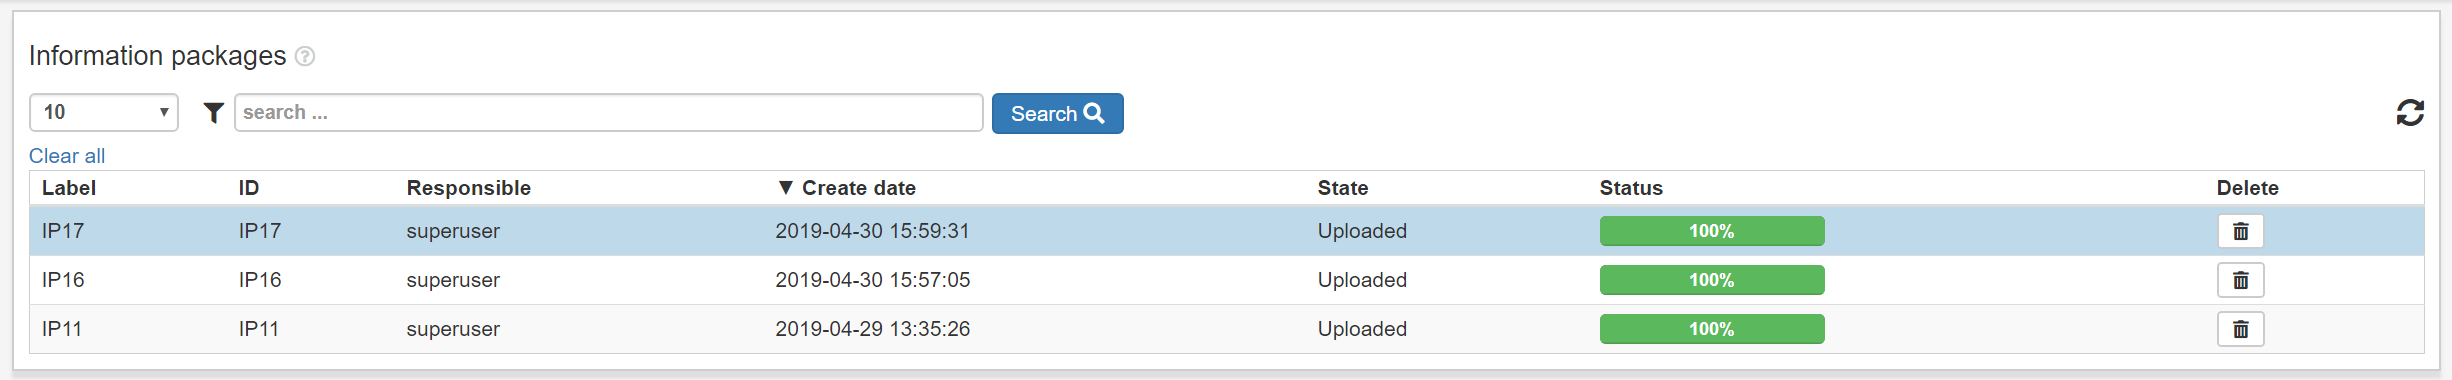 Information packages ?
10 search ... Search
Clear all
Label ID Responsible ▼ Create date State Status Delete
IP17 IP17 superuser 2019-04-30 15:59:31 Uploaded 100%
IP16 IP16 superuser 2019-04-30 15:57:05 Uploaded 100%
IP11 IP11 superuser 2019-04-29 13:35:26 Uploaded 100%